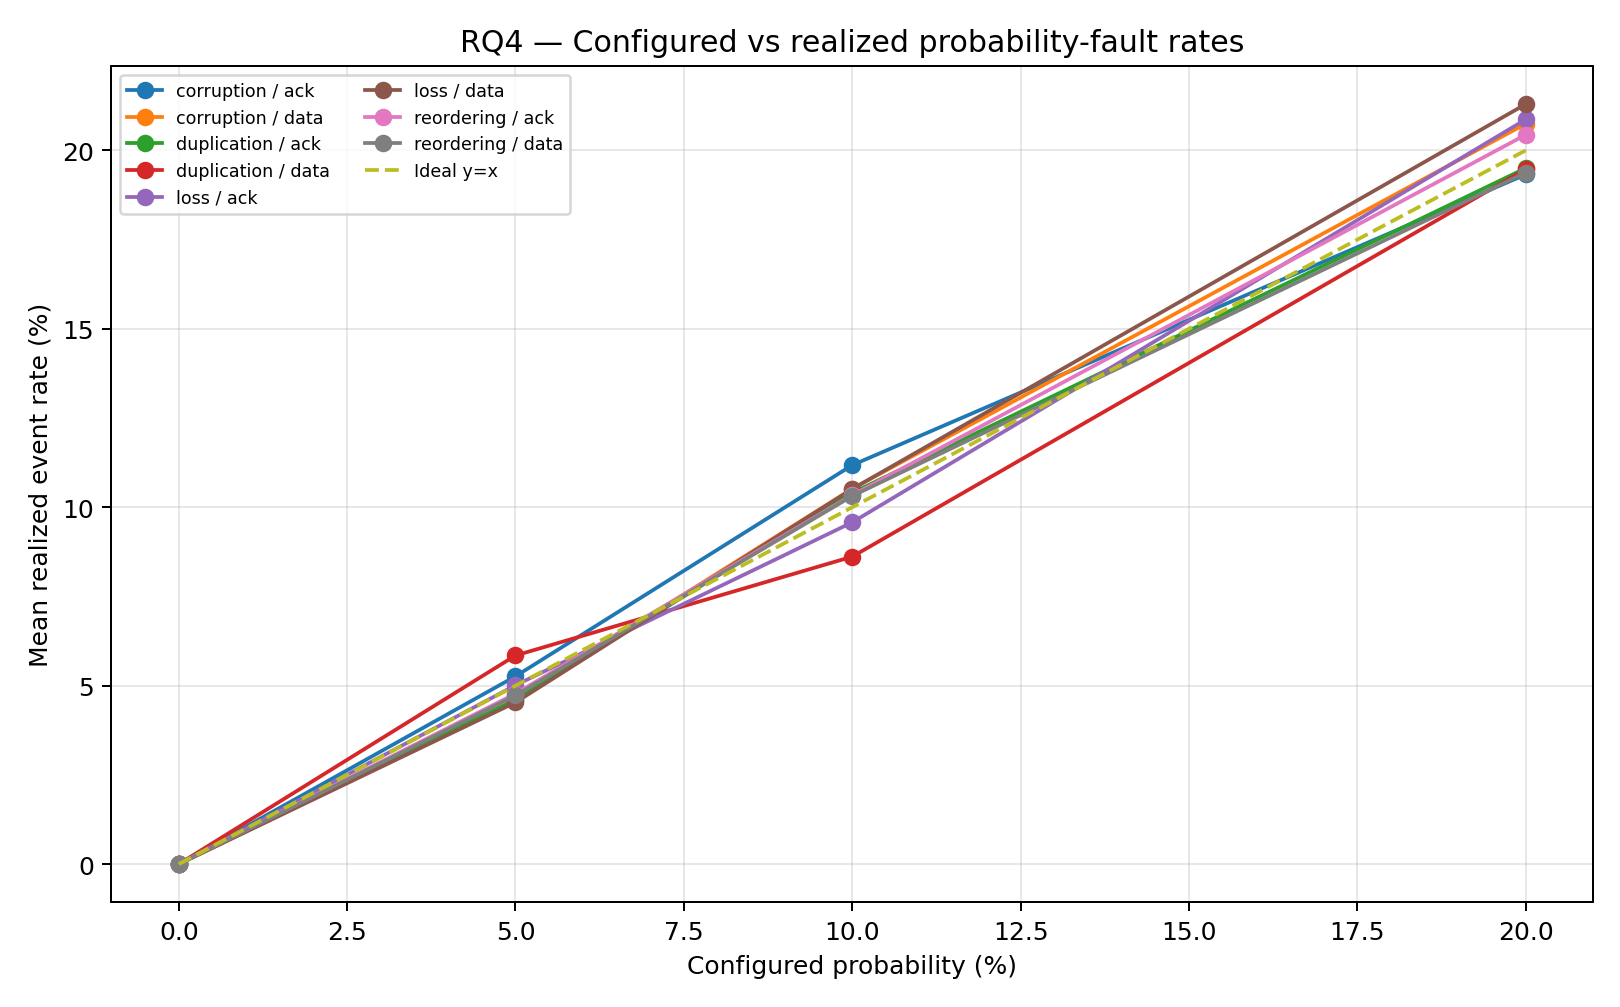 RQ4 — Configured vs realized probability-fault rates
corruption / ack
corruption / data
duplication / ack
duplication / data
loss / ack
loss / data
reordering / ack
reordering / data
Ideal y=x
Mean realized event rate (%)
20
15
10
5
0
0.0 2.5 5.0 7.5 10.0 12.5 15.0 17.5 20.0
Configured probability (%)